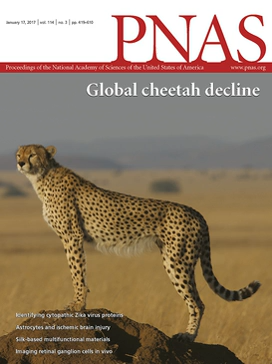 January 17, 2017 | vol. 114 | no. 3 | pp. 419–610
PNAS
Proceedings of the National Academy of Sciences of the United States of America
www.pnas.org
Global cheetah decline
Identifying cytopathic Zika virus proteins
Astrocytes and ischemic brain injury
Silk-based multifunctional materials
Imaging retinal ganglion cells in vivo